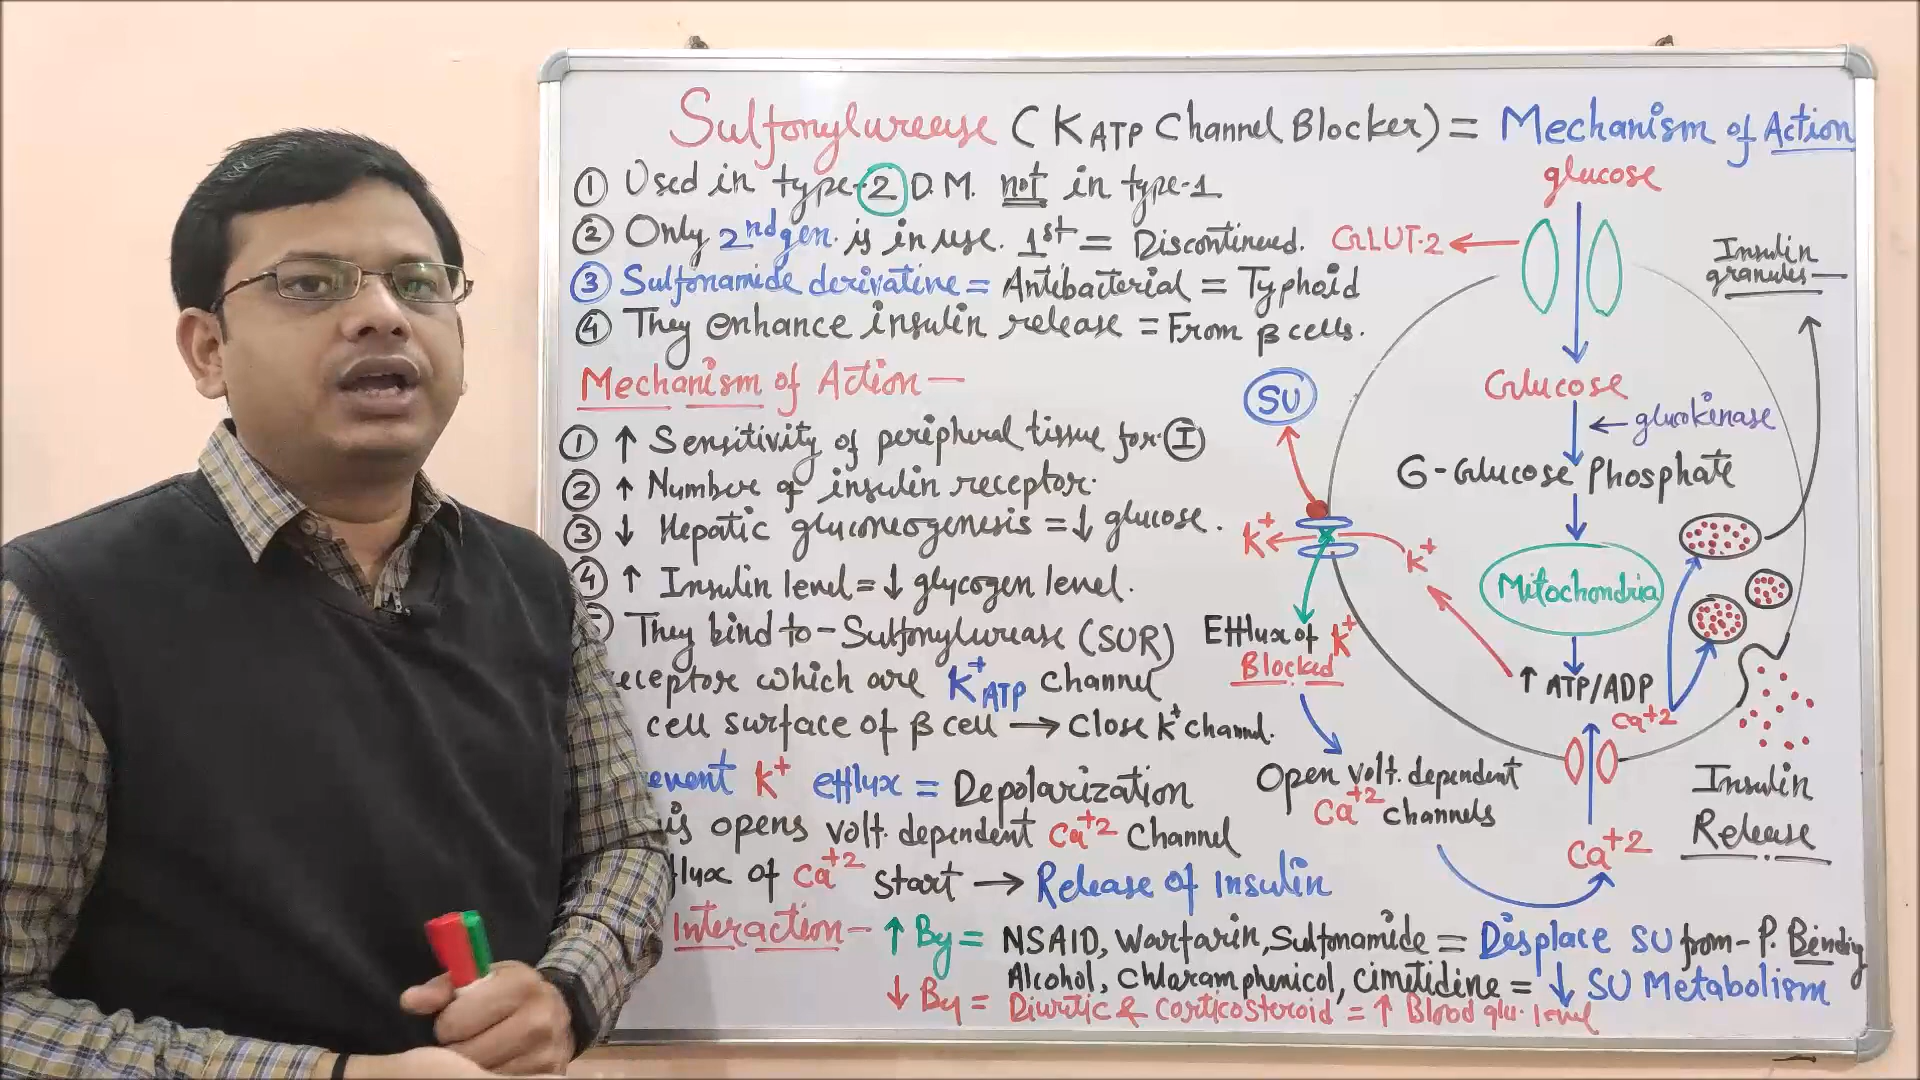 Sulfonylurease (KATP Channel Blocker) = Mechanism of Action
① Used in type-2 D.M. not in type-1
② Only 2nd gen. is in use. 1st = Discontinued.
③ Sulfonamide derivative = Antibacterial = Typhoid
④ They enhance insulin release = From β cells.
Mechanism of Action —
① ↑ Sensitivity of peripheral tissue for Ⓘ
② ↑ Number of insulin receptor.
③ ↓ Hepatic gluconeogenesis = ↓ glucose.
④ ↑ Insulin level = ↓ glycogen level.
They bind to - Sulfonylurease (SUR)
eceptor which are K+ATP channel
cell surface of β cell → Close K+ channel.
event K+ efflux = Depolarization
is opens volt. dependent Ca+2 Channel
flux of Ca+2 start → Release of Insulin
Interaction — ↑ By = NSAID, Warfarin, Sulfonamide = Displace SU from - P. Binding
Alcohol, Chloramphenicol, Cimetidine = ↓ SU Metabolism
↓ By = Diurtic & Corticosteroid = ↑ Blood glu. level
glucose
GLUT-2
Insulin
granules —
Glucose
← glucokinase
G-Glucose Phosphate
Mitochondria
↑ ATP/ADP
Ca+2
SU
K+
K+
Efflux of K+
Blocked
Open volt. dependent
Ca+2 channels
Ca+2
Insulin
Release